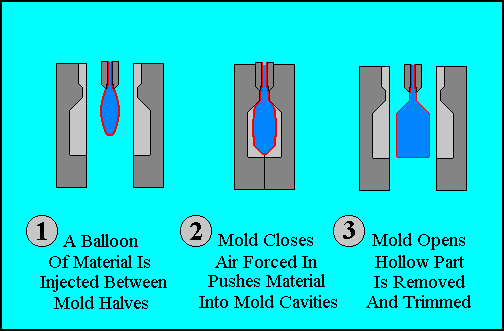 1
A Balloon
Of Material Is
Injected Between
Mold Halves
2
Mold Closes
Air Forced In
Pushes Material
Into Mold Cavities
3
Mold Opens
Hollow Part
Is Removed
And Trimmed